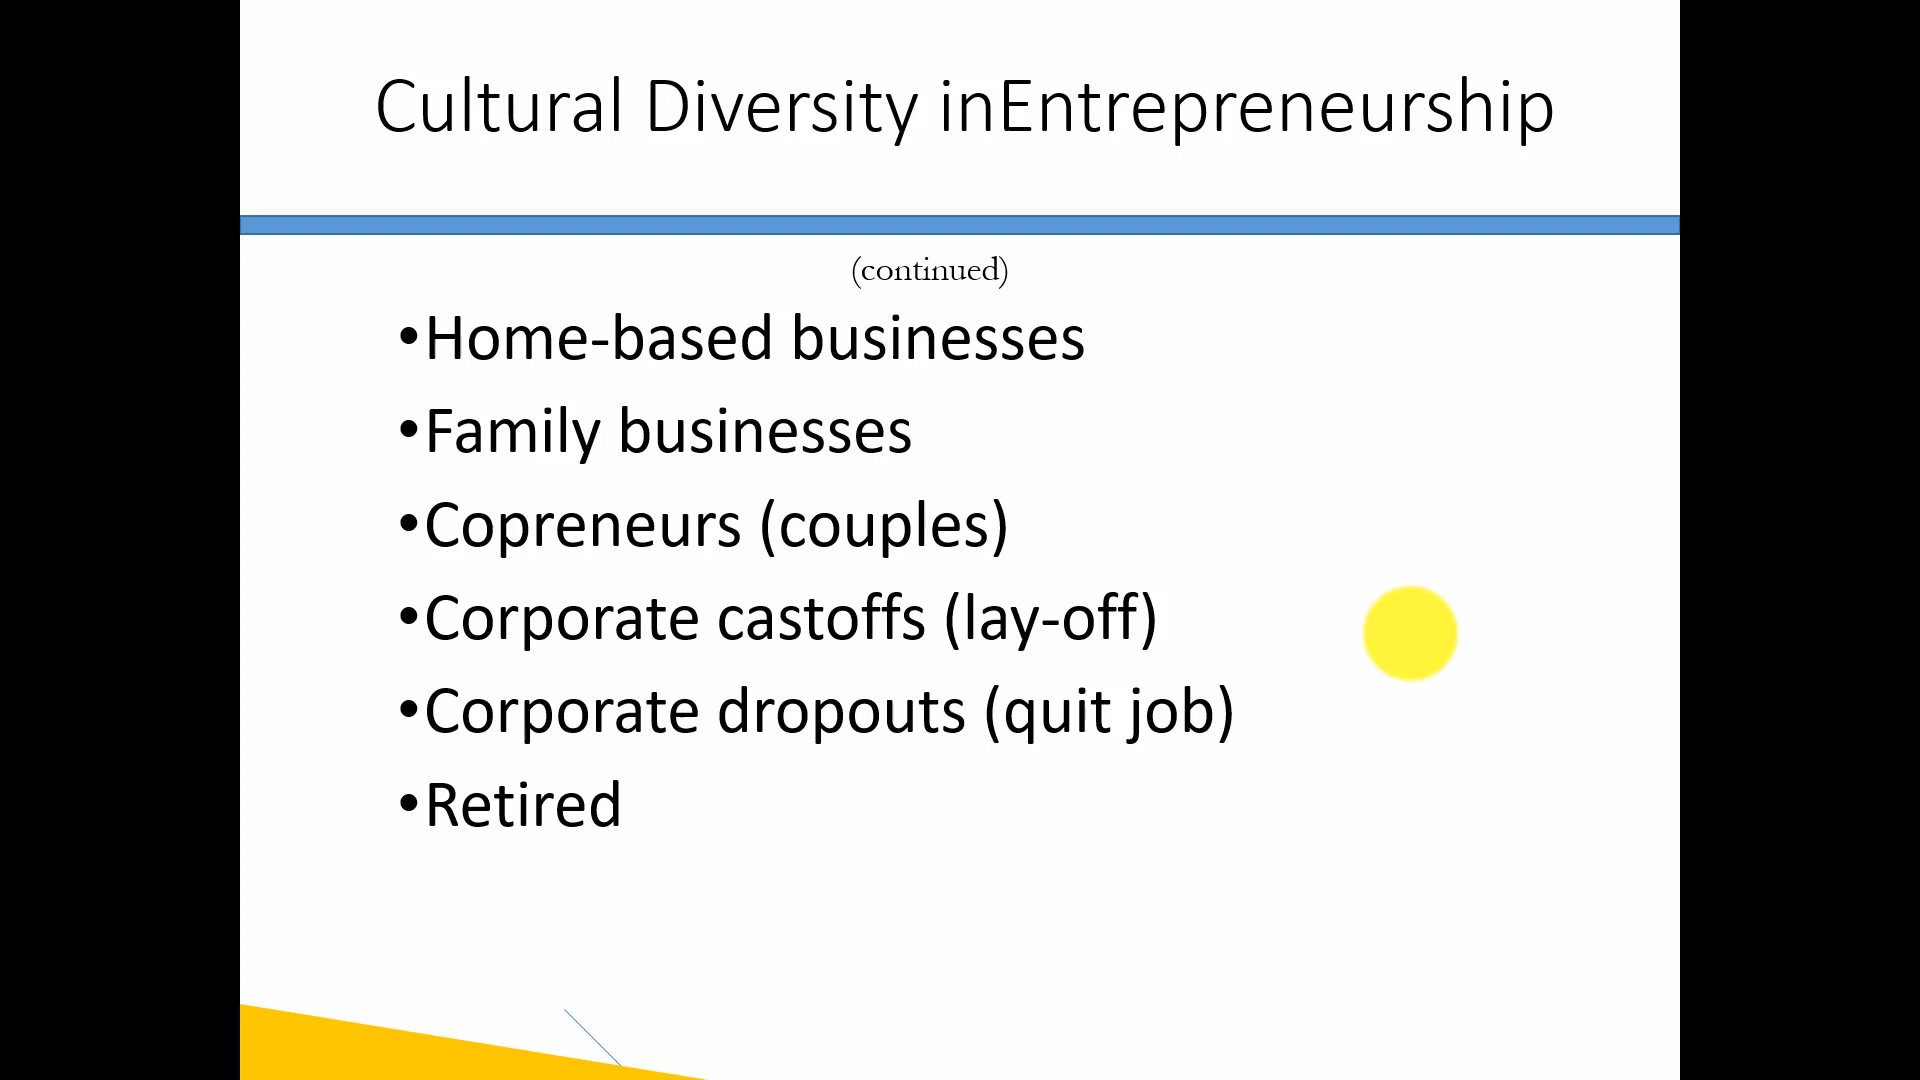 Cultural Diversity inEntrepreneurship
(continued)
•Home-based businesses
•Family businesses
•Copreneurs (couples)
•Corporate castoffs (lay-off)
•Corporate dropouts (quit job)
•Retired